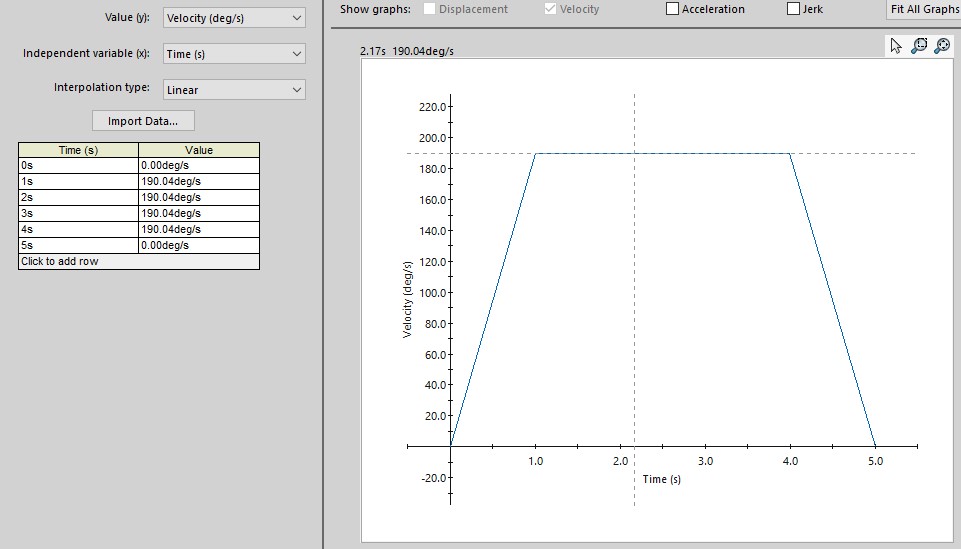 Value (y): Velocity (deg/s)
Independent variable (x): Time (s)
Interpolation type: Linear
Import Data...
Time (s) Value
0s 0.00deg/s
1s 190.04deg/s
2s 190.04deg/s
3s 190.04deg/s
4s 190.04deg/s
5s 0.00deg/s
Click to add row
Show graphs: Displacement Velocity Acceleration Jerk Fit All Graphs
2.17s 190.04deg/s
220.0
200.0
180.0
160.0
140.0
120.0
100.0
80.0
60.0
40.0
20.0
-20.0
Velocity (deg/s)
1.0 2.0 3.0 4.0 5.0
Time (s)